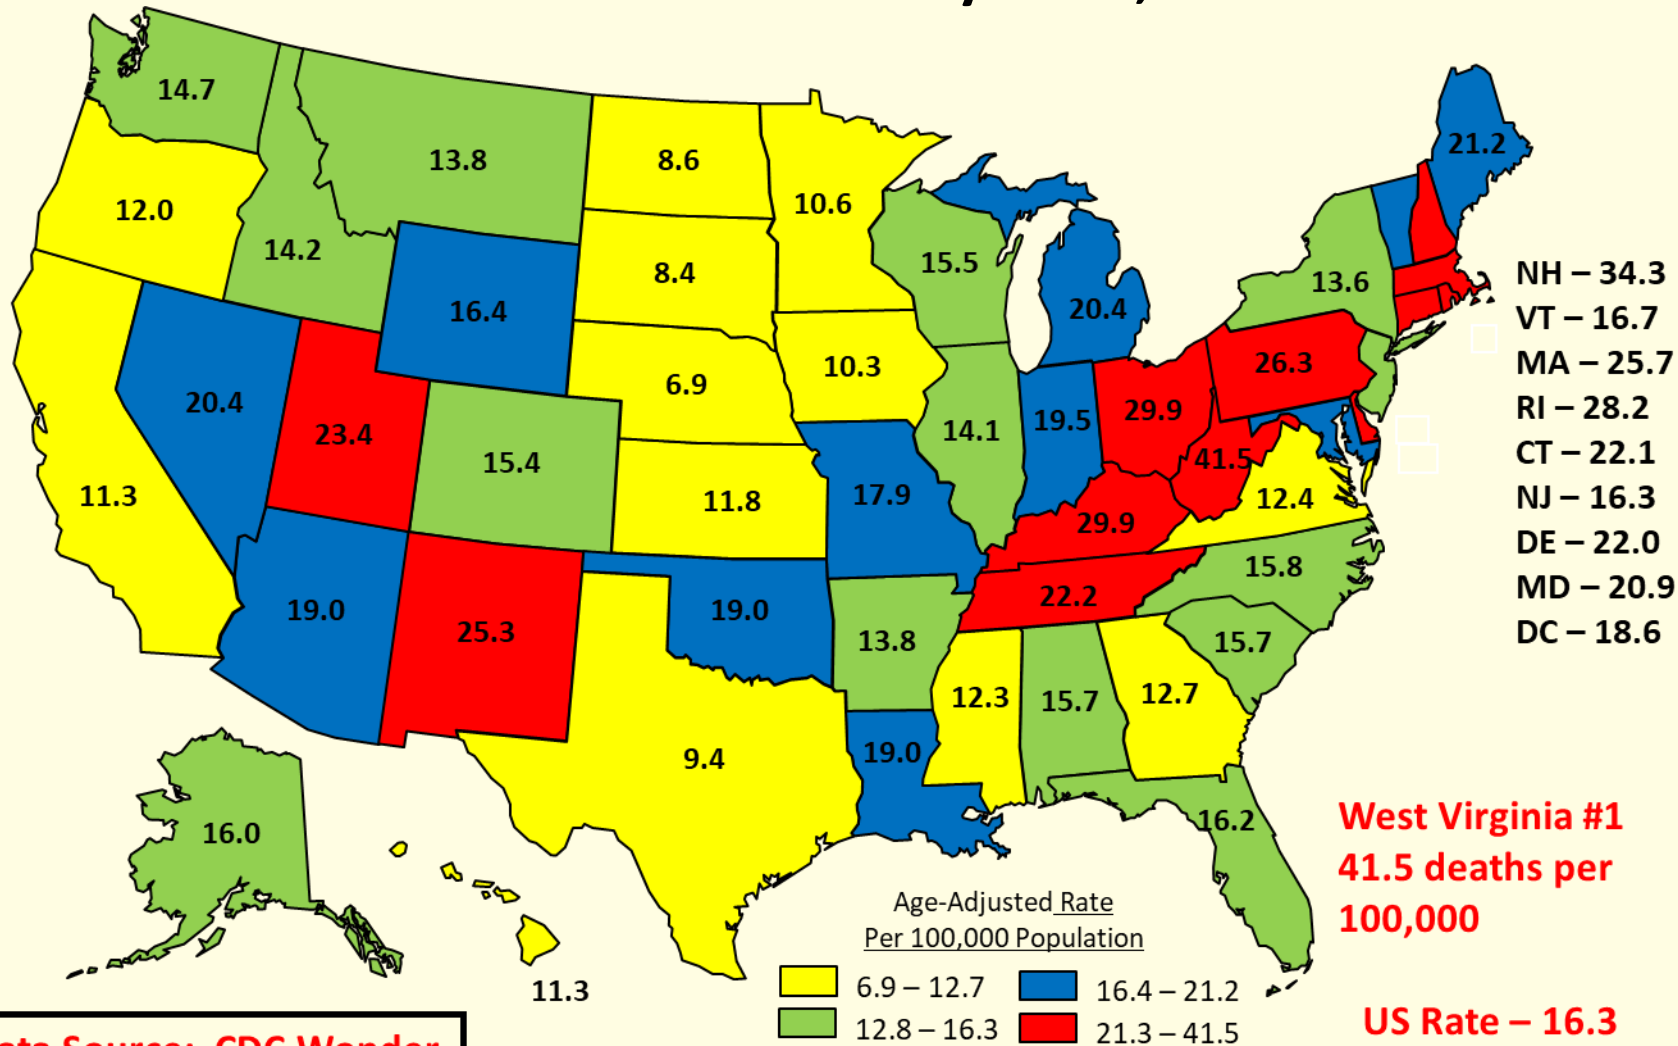 14.7
13.8
8.6
10.6
21.2
12.0
14.2
16.4
8.4
15.5
20.4
13.6
NH – 34.3
VT – 16.7
MA – 25.7
RI – 28.2
CT – 22.1
NJ – 16.3
DE – 22.0
MD – 20.9
DC – 18.6
11.3
20.4
23.4
15.4
6.9
10.3
14.1
19.5
29.9
26.3
41.5
11.8
17.9
29.9
12.4
19.0
25.3
19.0
13.8
22.2
15.8
15.7
9.4
19.0
12.3
15.7
12.7
16.2
16.0
11.3
West Virginia #1
41.5 deaths per
100,000
Age-Adjusted Rate
Per 100,000 Population
6.9 – 12.7
16.4 – 21.2
12.8 – 16.3
21.3 – 41.5
US Rate – 16.3
Source: CDC Wonder